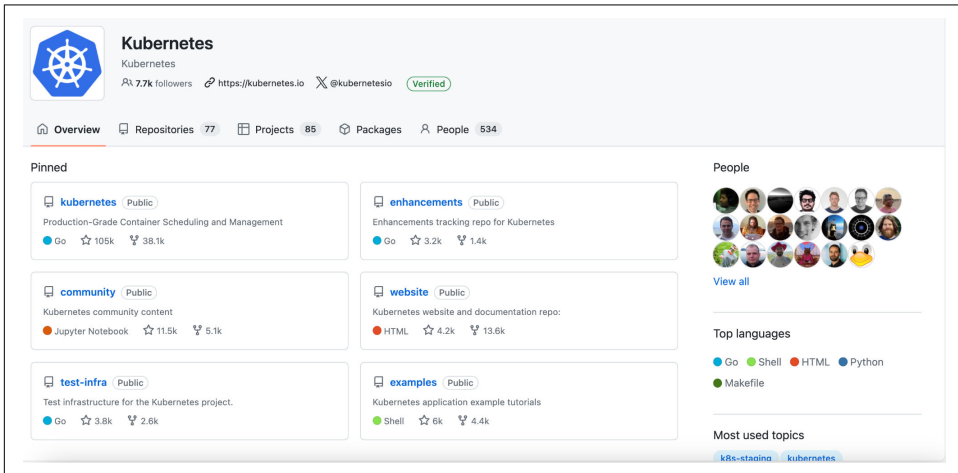 Kubernetes
Kubernetes
7.7k followers https://kubernetes.io @kubernetesio Verified
Overview Repositories 77 Projects 85 Packages People 534
Pinned
kubernetes Public
Production-Grade Container Scheduling and Management
Go 105k 38.1k
enhancements Public
Enhancements tracking repo for Kubernetes
Go 3.2k 1.4k
community Public
Kubernetes community content
Jupyter Notebook 11.5k 5.1k
website Public
Kubernetes website and documentation repo:
HTML 4.2k 13.6k
test-infra Public
Test infrastructure for the Kubernetes project.
Go 3.8k 2.6k
examples Public
Kubernetes application example tutorials
Shell 6k 4.4k
People
View all
Top languages
Go Shell HTML Python
Makefile
Most used topics
k8s-staging kubernetes